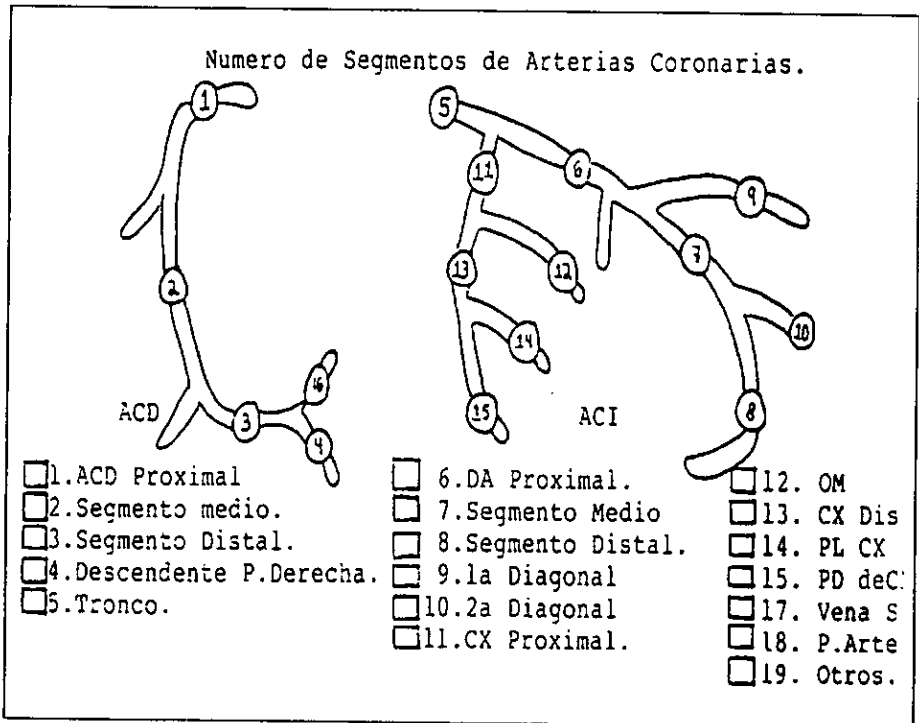 Numero de Segmentos de Arterias Coronarias.
1
2
3
16
4
ACD
5
6
11
9
7
13
12
14
10
15
8
ACI
1.ACD Proximal
2.Segmento medio.
3.Segmento Distal.
4.Descendente P.Derecha.
5.Tronco.
6.DA Proximal.
7.Segmento Medio
8.Segmento Distal.
9.1a Diagonal
10.2a Diagonal
11.CX Proximal.
12. OM
13. CX Dis
14. PL CX
15. PD deC
17. Vena S
18. P.Arte
19. Otros.